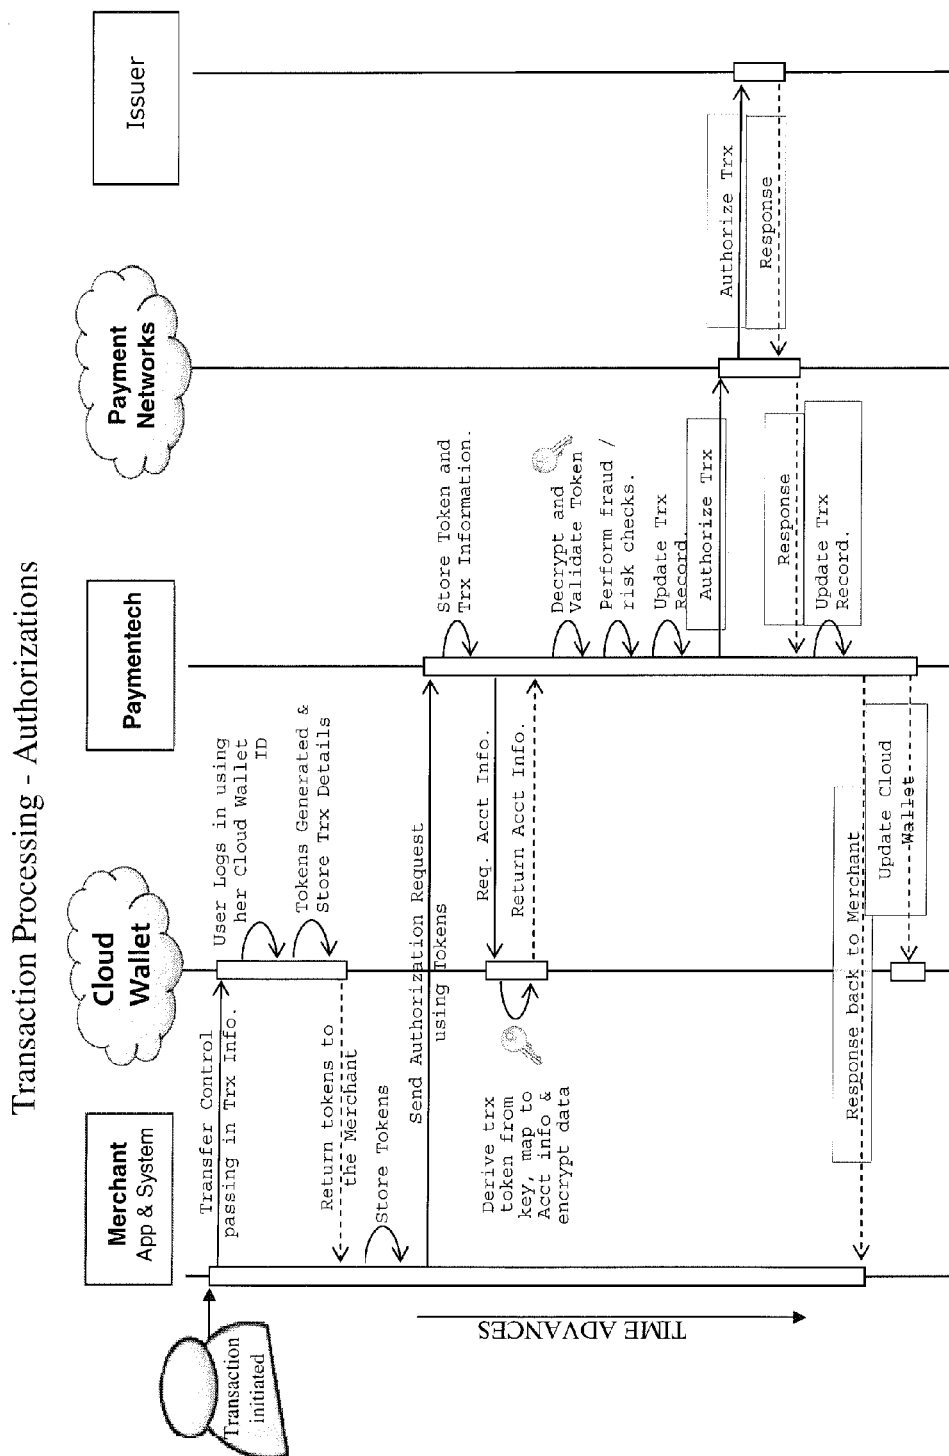 Transaction Processing - Authorizations
Merchant
App & System
Cloud
Wallet
Paymentech
Payment
Networks
Issuer
Transaction
initiated
TIME ADVANCES
Transfer Control
passing in Trx Info.
User Logs in using
her Cloud Wallet
ID
Tokens Generated &
Store Trx Details
Return tokens to
the Merchant
Store Tokens
Send Authorization Request
using Tokens
Store Token and
Trx Information.
Req. Acct Info.
Derive trx
token from
key, map to
Acct info &
encrypt data
Return Acct Info.
Decrypt and
Validate Token
Perform fraud /
risk checks.
Update Trx
Record.
Authorize Trx
Authorize Trx
Response
Response
Update Trx
Record.
Response back to Merchant
Update Cloud
Wallet